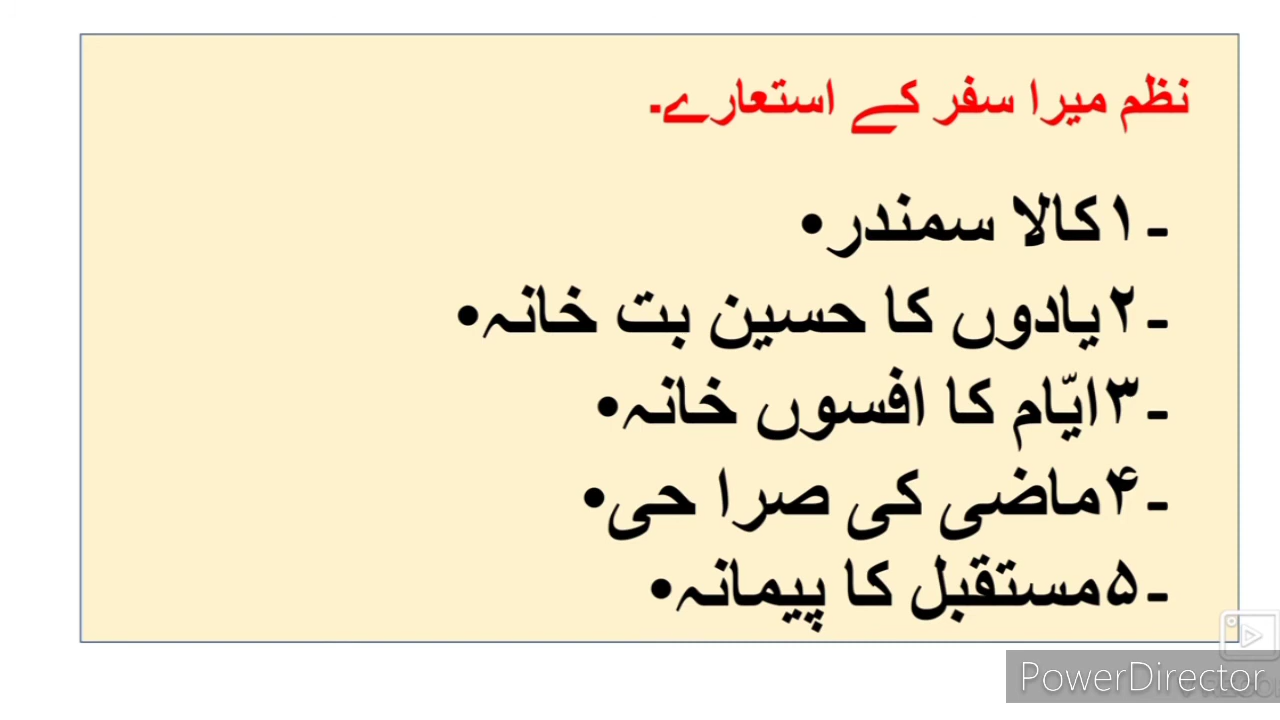 نظم میرا سفر کے استعارے۔
۔۱کالا سمندر•
۔۲یادوں کا حسین بت خانہ•
۔۳ایّام کا افسوں خانہ•
۔۴ماضی کی صرا حی•
۔۵مستقبل کا پیمانہ•
PowerDirector